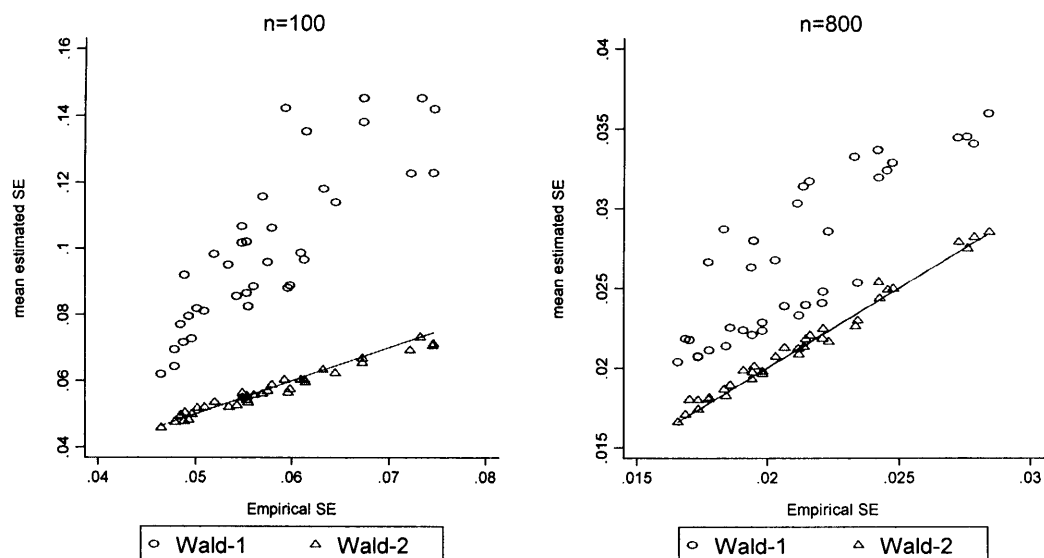 n=100
.16
.14
.12
.1
.08
.06
.04
mean estimated SE
.04
.05
.06
.07
.08
Empirical SE
○ Wald-1 △ Wald-2
n=800
.04
.035
.03
.025
.02
.015
mean estimated SE
.015
.02
.025
.03
Empirical SE
○ Wald-1 △ Wald-2